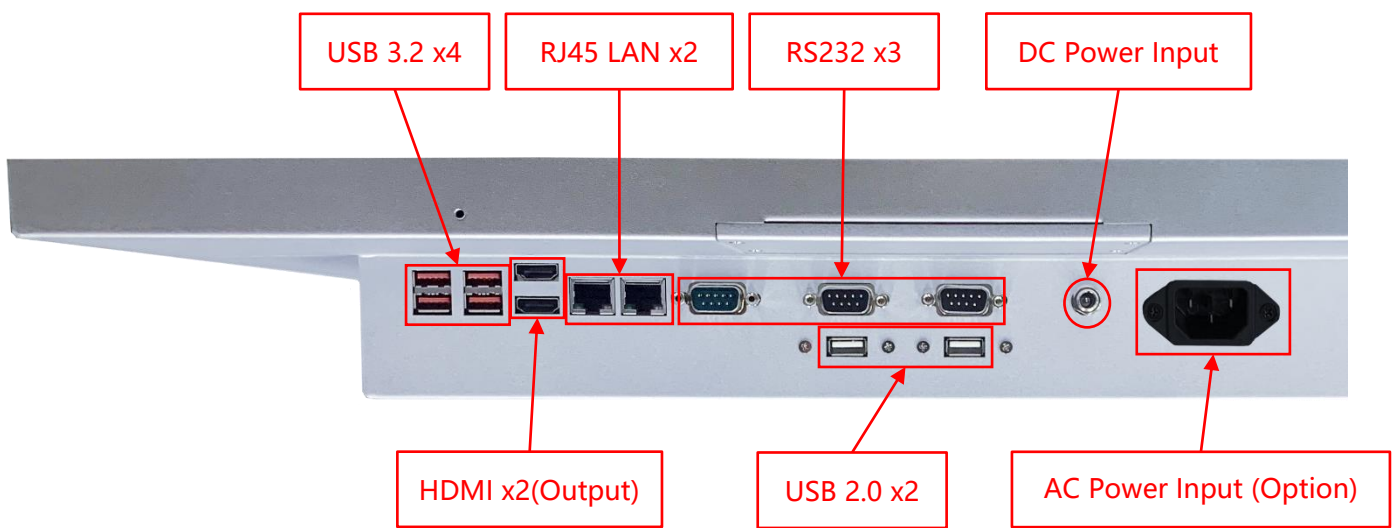 USB 3.2 x4
RJ45 LAN x2
RS232 x3
DC Power Input
HDMI x2(Output)
USB 2.0 x2
AC Power Input (Option)